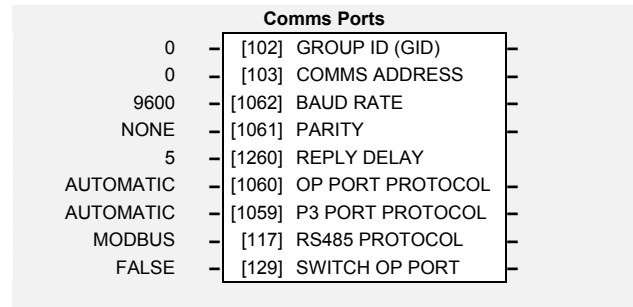 Comms Ports
0 – [102] GROUP ID (GID) –
0 – [103] COMMS ADDRESS –
9600 – [1062] BAUD RATE –
NONE – [1061] PARITY –
5 – [1260] REPLY DELAY
AUTOMATIC – [1060] OP PORT PROTOCOL –
AUTOMATIC – [1059] P3 PORT PROTOCOL –
MODBUS – [117] RS485 PROTOCOL –
FALSE – [129] SWITCH OP PORT –